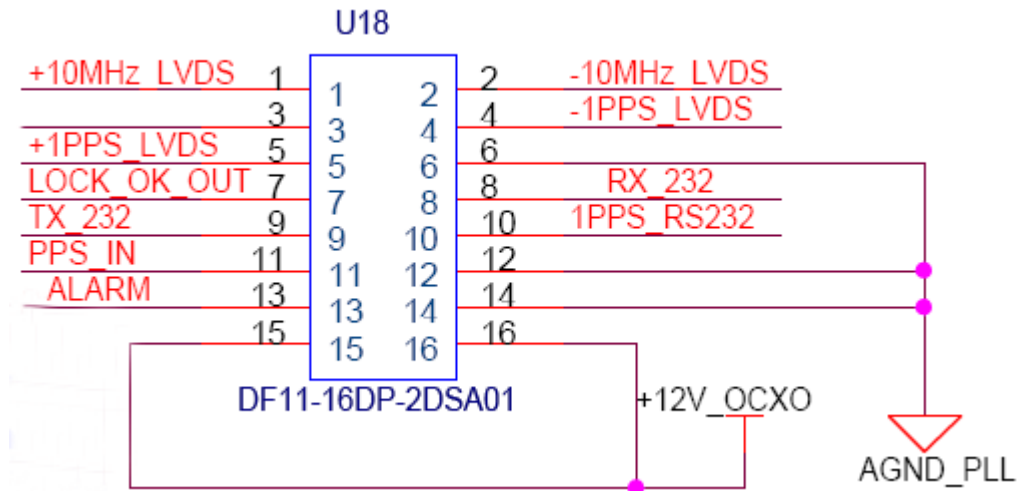 U18
+10MHz_LVDS 1 1 2 2 -10MHz_LVDS
3 3 4 4 -1PPS_LVDS
+1PPS_LVDS 5 5 6 6
LOCK_OK_OUT 7 7 8 8 RX_232
TX_232 9 9 10 10 1PPS_RS232
PPS_IN 11 11 12 12
ALARM 13 13 14 14
15 15 16 16
DF11-16DP-2DSA01
+12V_OCXO
AGND_PLL